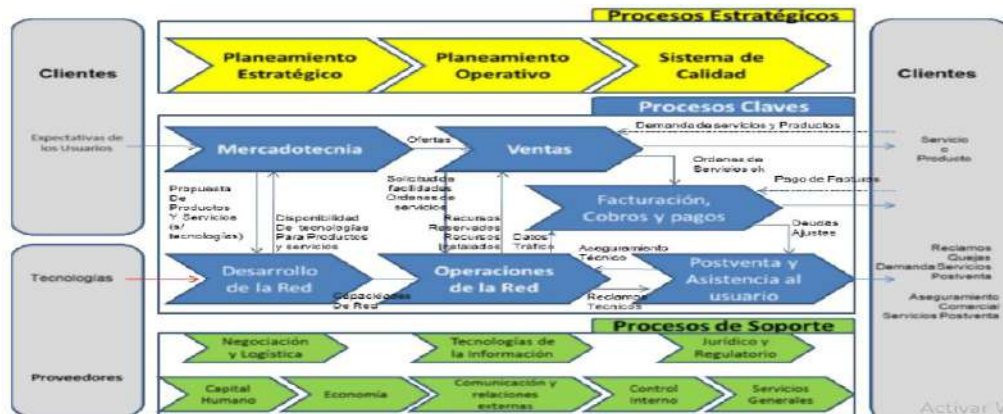 Procesos Estratégicos
Clientes
Planeamiento
Estratégico
Planeamiento
Operativo
Sistema de
Calidad
Clientes
Procesos Claves
Expectativas de
los Usuarios
Mercadotecnia
Ofertas
Ventas
Demanda de servicios y Productos
Servicio
o
Producto
Ordenes de
Servicios ok
Pago de Facturas
Propuesta
De
Productos
Y Servicios
(s/
tecnologías)
Disponibilidad
De tecnologías
Para Productos
y servicios
Solicitud de
facilidades
Ordenes de
servicios
Recursos
Reservados
Recursos
Instalados
Datos
Tráfico
Facturación,
Cobros y pagos
Deudas
Ajustes
Aseguramiento
Técnico
Tecnologías
Desarrollo
de la Red
Capacidades
De Red
Operaciones
de la Red
Reclamos
Técnicos
Postventa y
Asistencia al
usuario
Reclamos
Quejas
Demanda Servicios
Postventa
Aseguramiento
Comercial
Servicios Postventa
Procesos de Soporte
Proveedores
Negociación
y Logística
Tecnologías de
la Información
Jurídico y
Regulatorio
Capital
Humano
Economía
Comunicación y
relaciones
externas
Control
Interno
Servicios
Generales
Activar